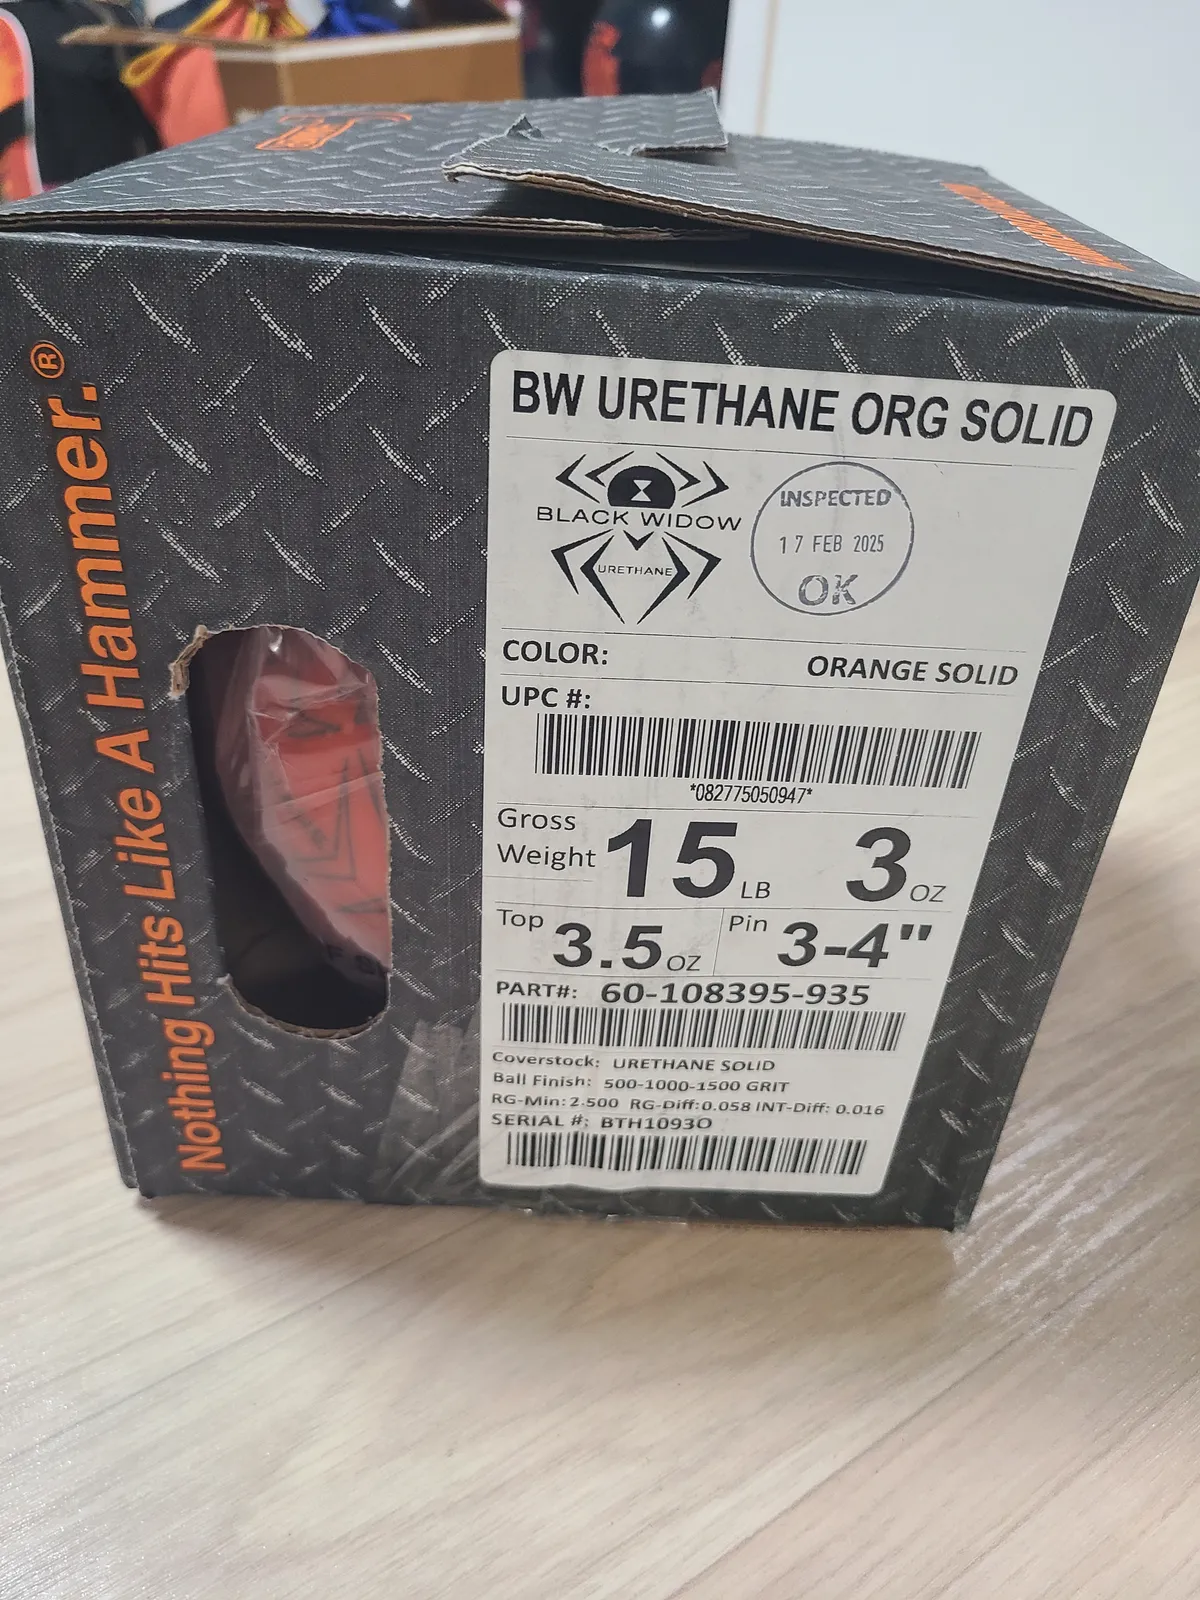 Nothing Hits Like A Hammer.®
BW URETHANE ORG SOLID
BLACK WIDOW
URETHANE
INSPECTED
17 FEB 2025
OK
COLOR: ORANGE SOLID
UPC #:
*082775050947*
Gross Weight 15 LB 3 OZ
Top 3.5 OZ Pin 3-4"
PART#: 60-108395-935
Coverstock: URETHANE SOLID
Ball Finish: 500-1000-1500 GRIT
RG-Min: 2.500 RG-Diff: 0.058 INT-Diff: 0.016
SERIAL #: BTH1093O